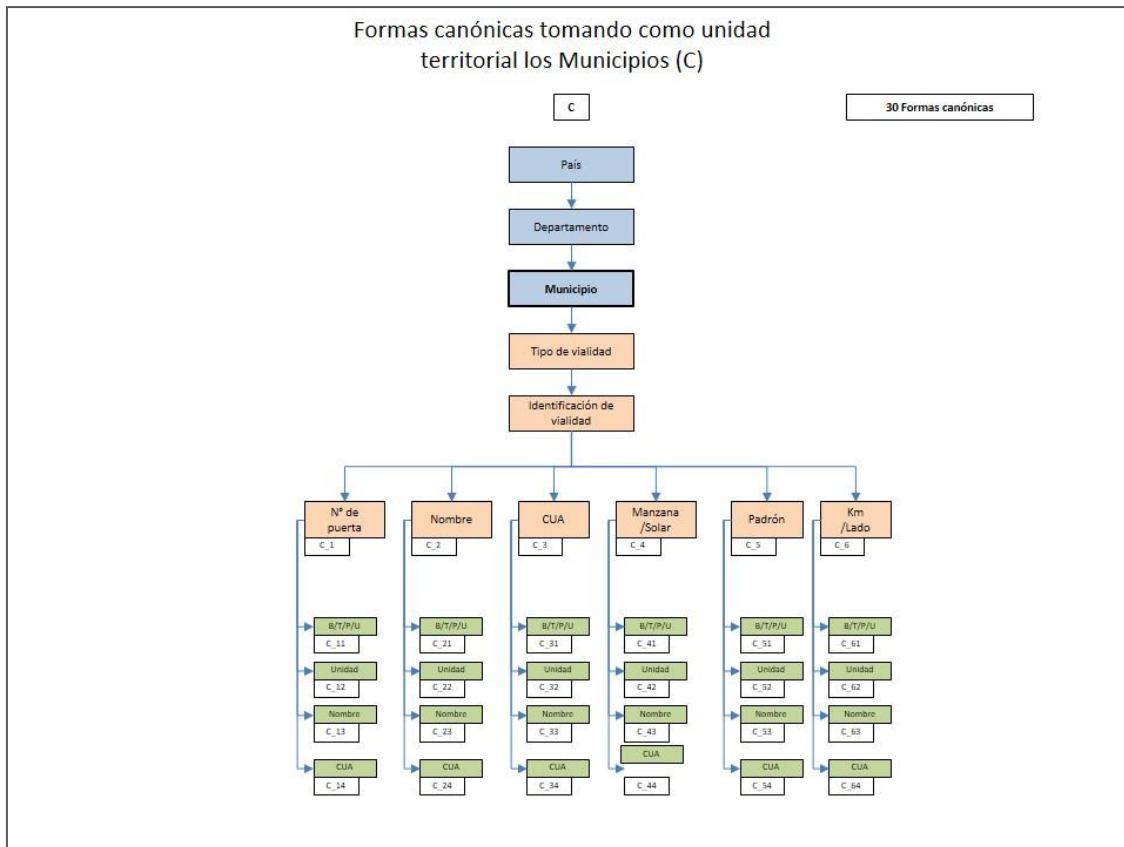 Formas canónicas tomando como unidad
territorial los Municipios (C)
C
30 Formas canónicas
País
Departamento
Municipio
Tipo de vialidad
Identificación de
vialidad
N° de
puerta
C_1
Nombre
C_2
CUA
C_3
Manzana
/Solar
C_4
Padrón
C_5
Km
/Lado
C_6
B/T/P/U
C_11
B/T/P/U
C_21
B/T/P/U
C_31
B/T/P/U
C_41
B/T/P/U
C_51
B/T/P/U
C_61
Unidad
C_12
Unidad
C_22
Unidad
C_32
Unidad
C_42
Unidad
C_52
Unidad
C_62
Nombre
C_13
Nombre
C_23
Nombre
C_33
Nombre
C_43
Nombre
C_53
Nombre
C_63
CUA
C_14
CUA
C_24
CUA
C_34
CUA
C_44
CUA
C_54
CUA
C_64